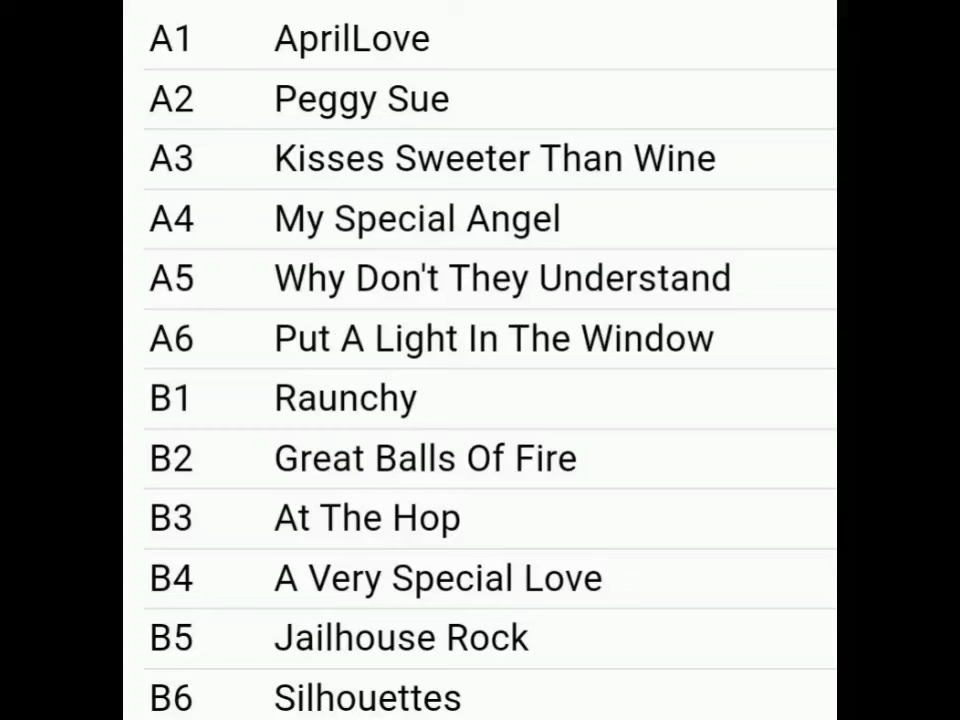 A1 AprilLove
A2 Peggy Sue
A3 Kisses Sweeter Than Wine
A4 My Special Angel
A5 Why Don't They Understand
A6 Put A Light In The Window
B1 Raunchy
B2 Great Balls Of Fire
B3 At The Hop
B4 A Very Special Love
B5 Jailhouse Rock
B6 Silhouettes